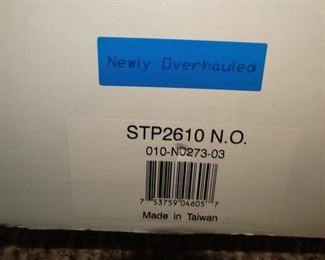 Newly Overhauled
STP2610 N.O.
010-N0273-03
7 53759 04605 7
Made in Taiwan